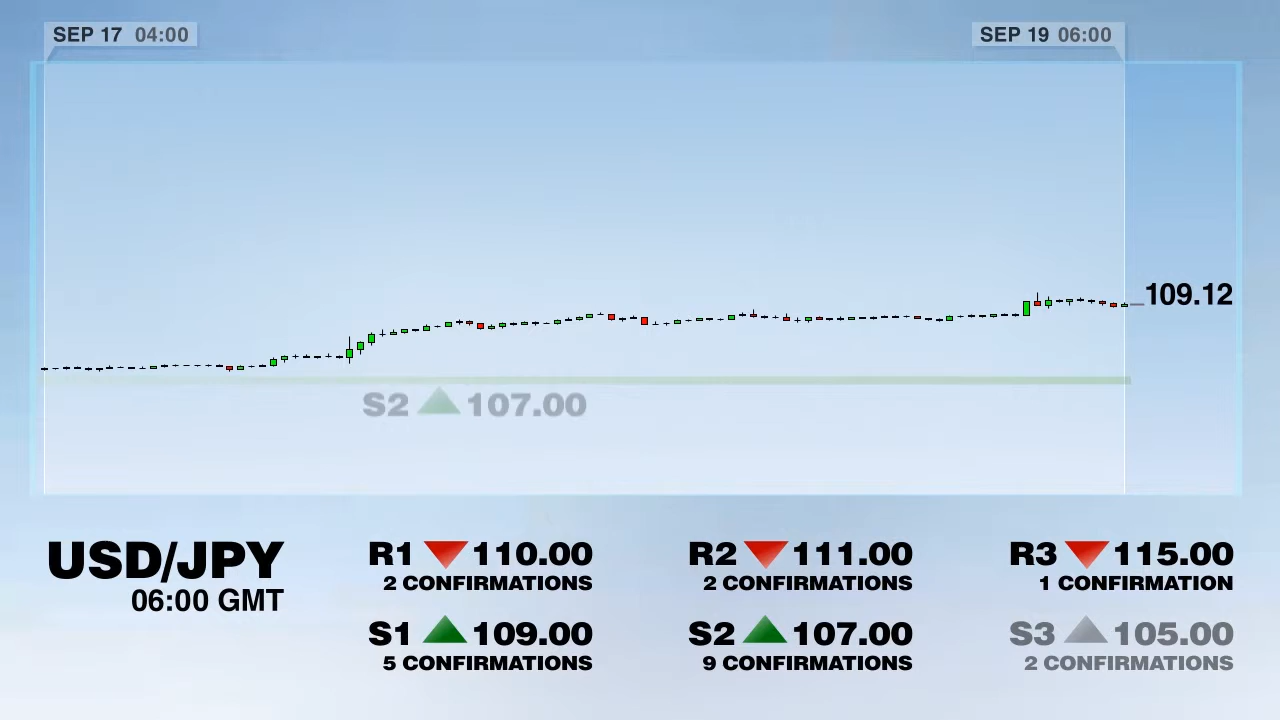 SEP 17 04:00
SEP 19 06:00
109.12
S2 107.00
USD/JPY
06:00 GMT
R1 110.00
2 CONFIRMATIONS
R2 111.00
2 CONFIRMATIONS
R3 115.00
1 CONFIRMATION
S1 109.00
5 CONFIRMATIONS
S2 107.00
9 CONFIRMATIONS
S3 105.00
2 CONFIRMATIONS